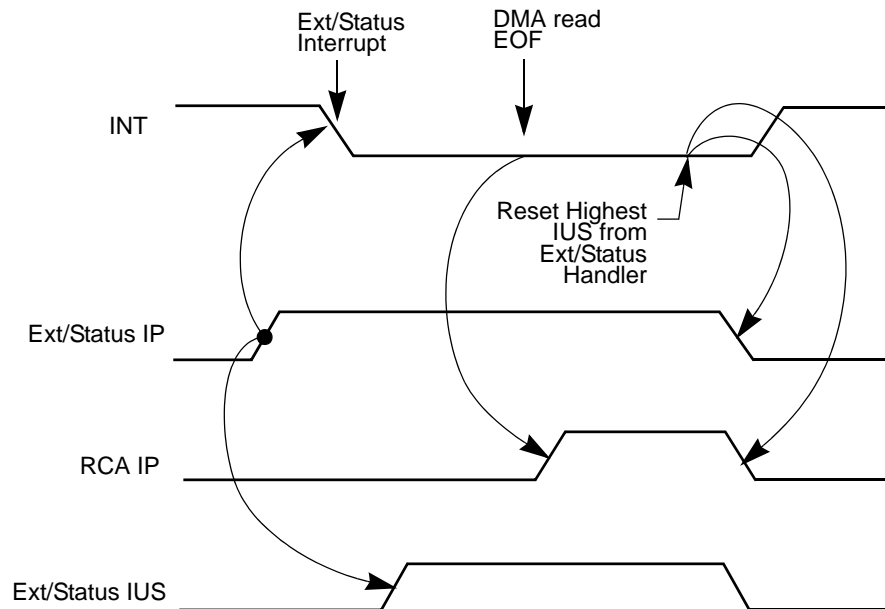 Ext/Status
Interrupt
DMA read
EOF
INT
Reset Highest
IUS from
Ext/Status
Handler
Ext/Status IP
RCA IP
Ext/Status IUS